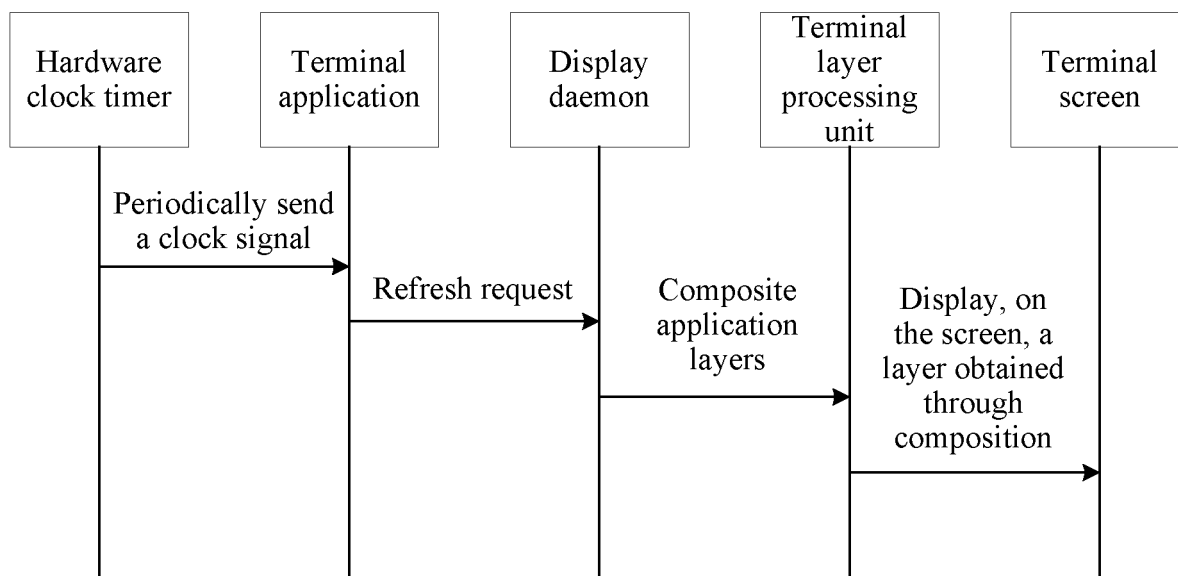 Hardware
clock timer
Terminal
application
Display
daemon
Terminal
layer
processing
unit
Terminal
screen
Periodically send
a clock signal
Refresh request
Composite
application
layers
Display, on
the screen, a
layer obtained
through
composition